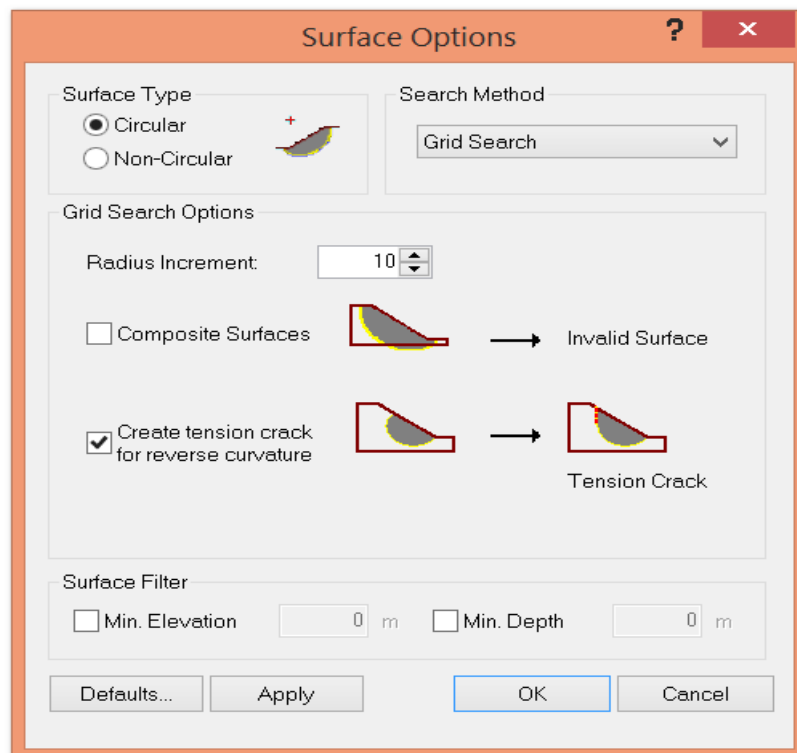 Surface Options ?
Surface Type
Circular
Non-Circular
Search Method
Grid Search
Grid Search Options
Radius Increment: 10
Composite Surfaces
Invalid Surface
Create tension crack
for reverse curvature
Tension Crack
Surface Filter
Min. Elevation 0 m Min. Depth 0 m
Defaults... Apply OK Cancel